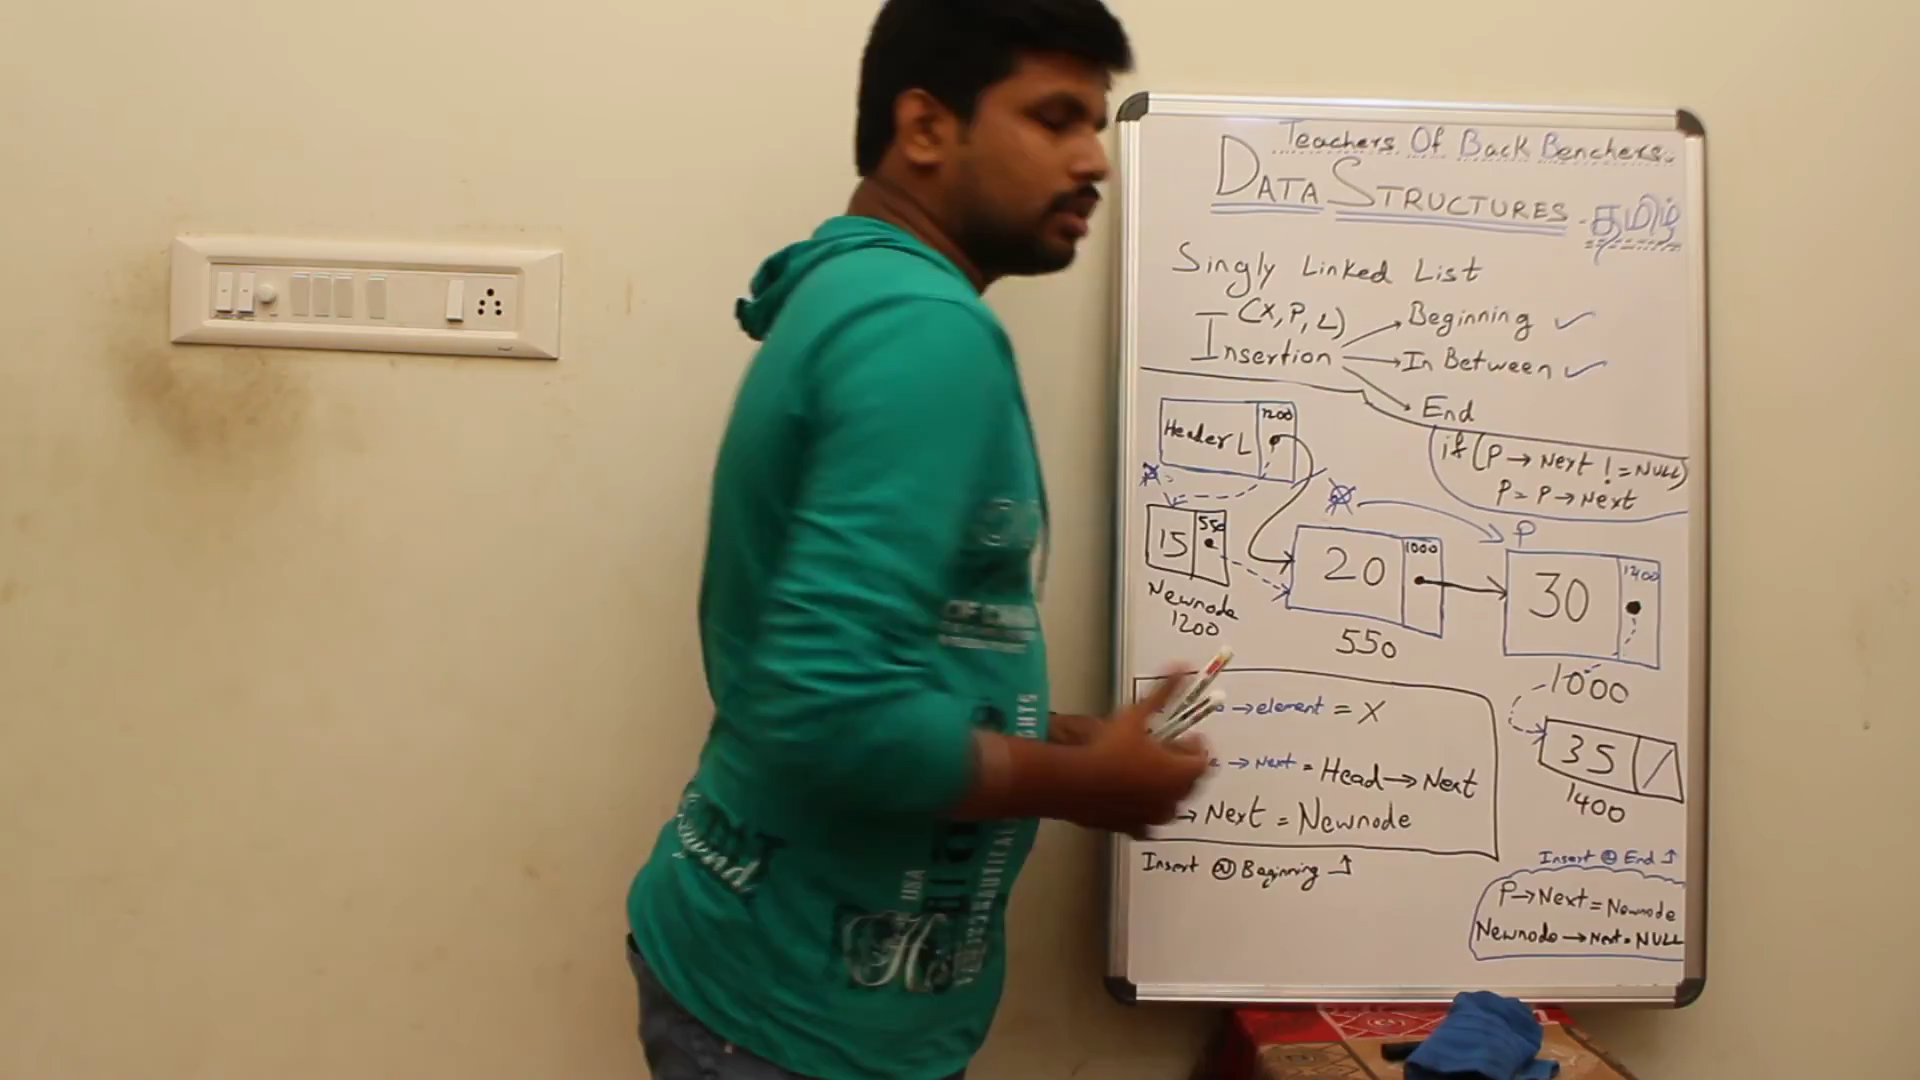 Teachers Of Back Benchers.
DATA STRUCTURES - தமிழ்
Singly Linked List
(X, P, L)
Insertion
Beginning ✓
In Between ✓
End
if (P → Next != NULL)
P = P → Next
Header L
1200
P
15
550
Newnode
1200
20
1000
550
30
1400
1000
35
1400
→ element = X
→ Next = Head → Next
→ Next = Newnode
Insert @ Beginning ↑
Insert @ End ↑
P → Next = Newnode
Newnode → Next = NULL